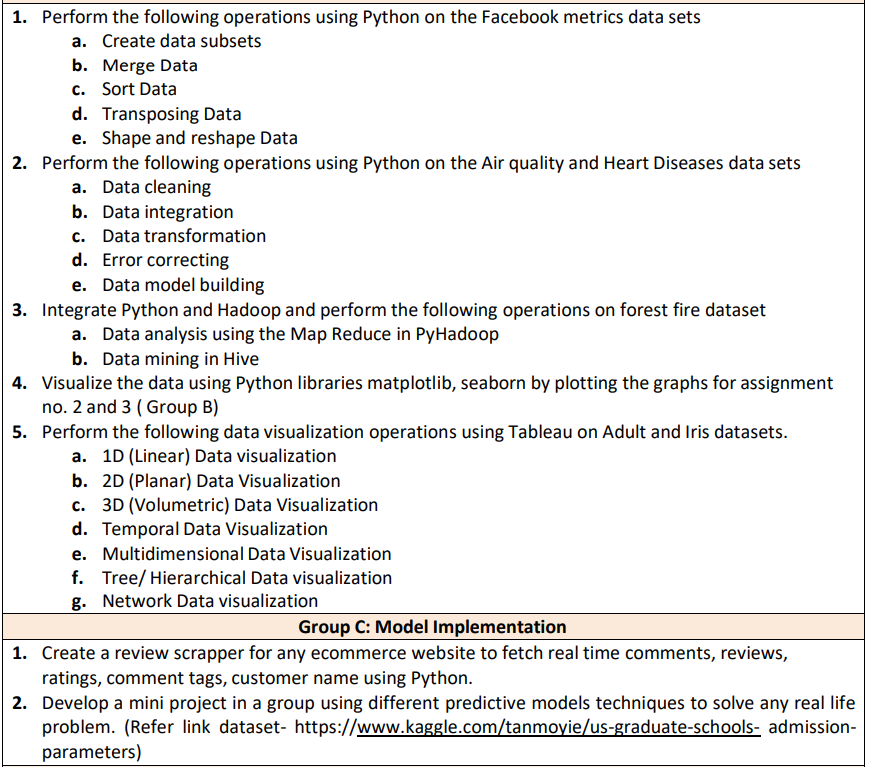 1. Perform the following operations using Python on the Facebook metrics data sets
a. Create data subsets
b. Merge Data
c. Sort Data
d. Transposing Data
e. Shape and reshape Data
2. Perform the following operations using Python on the Air quality and Heart Diseases data sets
a. Data cleaning
b. Data integration
c. Data transformation
d. Error correcting
e. Data model building
3. Integrate Python and Hadoop and perform the following operations on forest fire dataset
a. Data analysis using the Map Reduce in PyHadoop
b. Data mining in Hive
4. Visualize the data using Python libraries matplotlib, seaborn by plotting the graphs for assignment
no. 2 and 3 ( Group B)
5. Perform the following data visualization operations using Tableau on Adult and Iris datasets.
a. 1D (Linear) Data visualization
b. 2D (Planar) Data Visualization
c. 3D (Volumetric) Data Visualization
d. Temporal Data Visualization
e. Multidimensional Data Visualization
f. Tree/ Hierarchical Data visualization
g. Network Data visualization
Group C: Model Implementation
1. Create a review scrapper for any ecommerce website to fetch real time comments, reviews,
ratings, comment tags, customer name using Python.
2. Develop a mini project in a group using different predictive models techniques to solve any real life
problem. (Refer link dataset- https://www.kaggle.com/tanmoyie/us-graduate-schools- admission-
parameters)